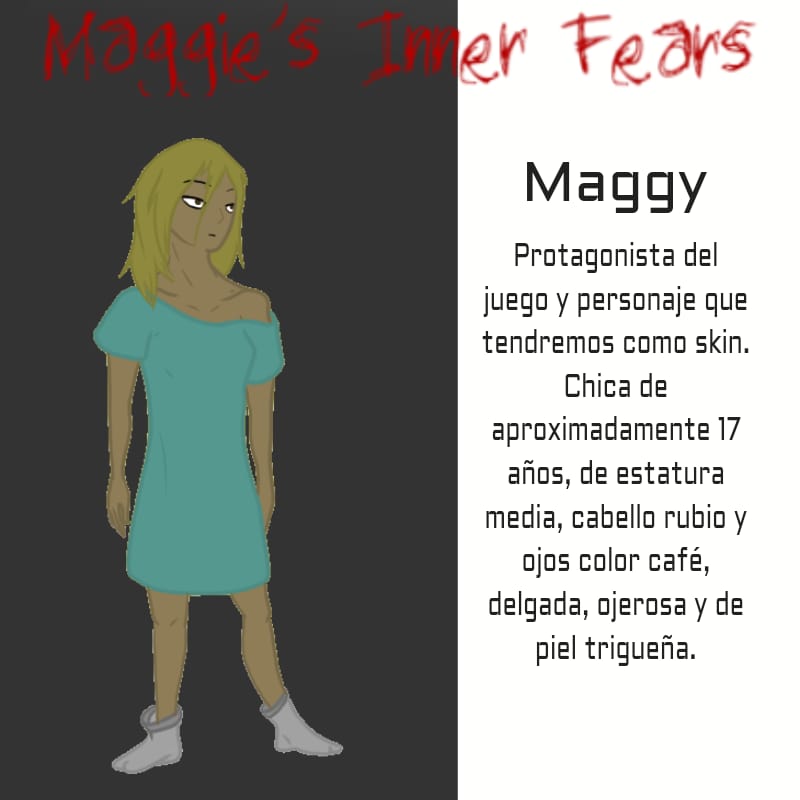 Maggie's Inner Fears
Maggy
Protagonista del
juego y personaje que
tendremos como skin.
Chica de
aproximadamente 17
años, de estatura
media, cabello rubio y
ojos color café,
delgada, ojerosa y de
piel trigueña.